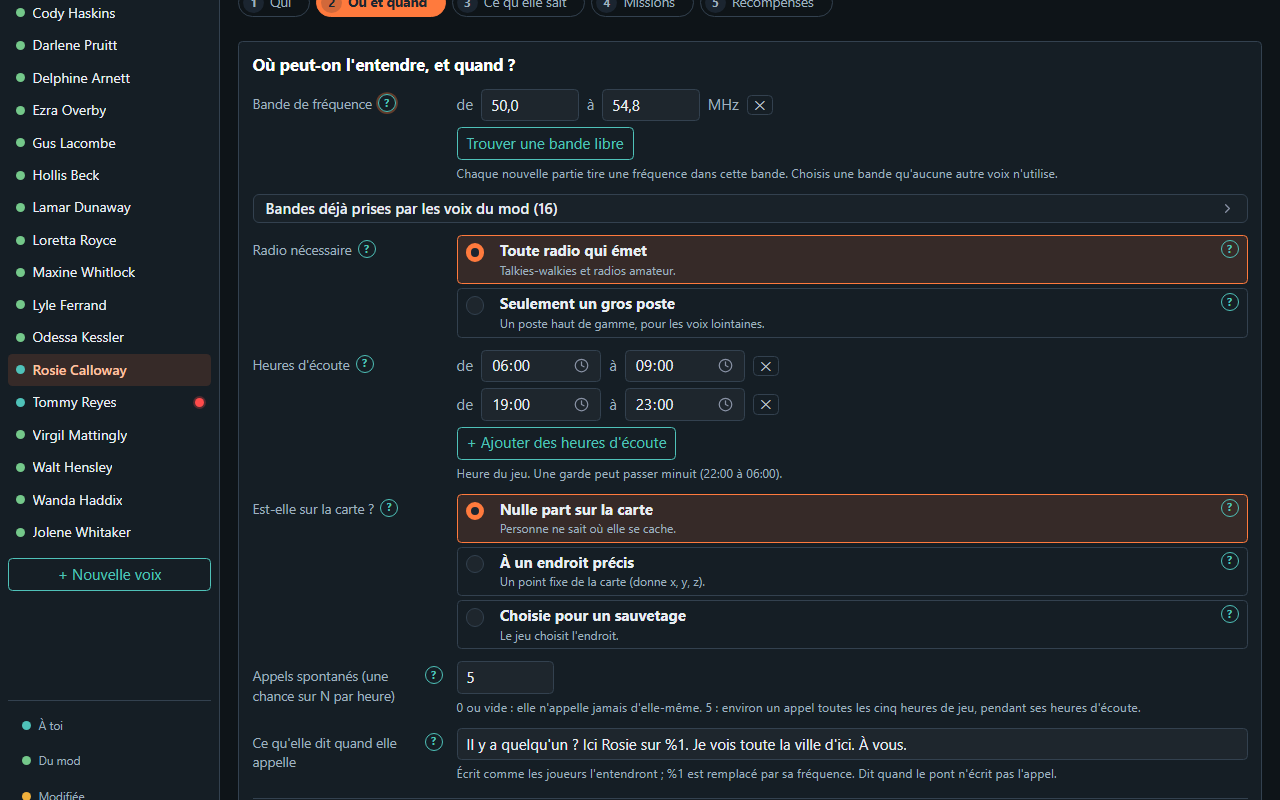 Cody Haskins
Darlene Pruitt
Delphine Arnett
Ezra Overby
Gus Lacombe
Hollis Beck
Lamar Dunaway
Loretta Royce
Maxine Whitlock
Lyle Ferrand
Odessa Kessler
Rosie Calloway
Tommy Reyes
Virgil Mattingly
Walt Hensley
Wanda Haddix
Jolene Whitaker
+ Nouvelle voix
À toi
Du mod
Modifiée
1 Qui 2 Où et quand 3 Ce qu'elle sait 4 Missions 5 Récompenses
Où peut-on l'entendre, et quand ?
Bande de fréquence ? de 50,0 à 54,8 MHz
Trouver une bande libre
Chaque nouvelle partie tire une fréquence dans cette bande. Choisis une bande qu'aucune autre voix n'utilise.
Bandes déjà prises par les voix du mod (16)
Radio nécessaire ? Toute radio qui émet ?
Talkies-walkies et radios amateur.
Seulement un gros poste ?
Un poste haut de gamme, pour les voix lointaines.
Heures d'écoute ? de 06:00 à 09:00
de 19:00 à 23:00
+ Ajouter des heures d'écoute
Heure du jeu. Une garde peut passer minuit (22:00 à 06:00).
Est-elle sur la carte ? ? Nulle part sur la carte ?
Personne ne sait où elle se cache.
À un endroit précis ?
Un point fixe de la carte (donne x, y, z).
Choisie pour un sauvetage ?
Le jeu choisit l'endroit.
Appels spontanés (une ? 5
chance sur N par heure)
0 ou vide : elle n'appelle jamais d'elle-même. 5 : environ un appel toutes les cinq heures de jeu, pendant ses heures d'écoute.
Ce qu'elle dit quand elle ? Il y a quelqu'un ? Ici Rosie sur %1. Je vois toute la ville d'ici. À vous.
appelle
Écrit comme les joueurs l'entendront ; %1 est remplacé par sa fréquence. Dit quand le pont n'écrit pas l'appel.